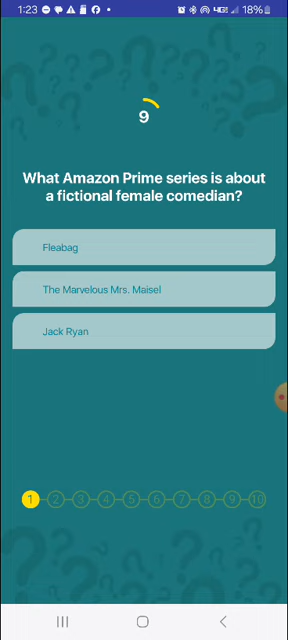 1:23
4G
18%
9
What Amazon Prime series is about
a fictional female comedian?
Fleabag
The Marvelous Mrs. Maisel
Jack Ryan
1 2 3 4 5 6 7 8 9 10